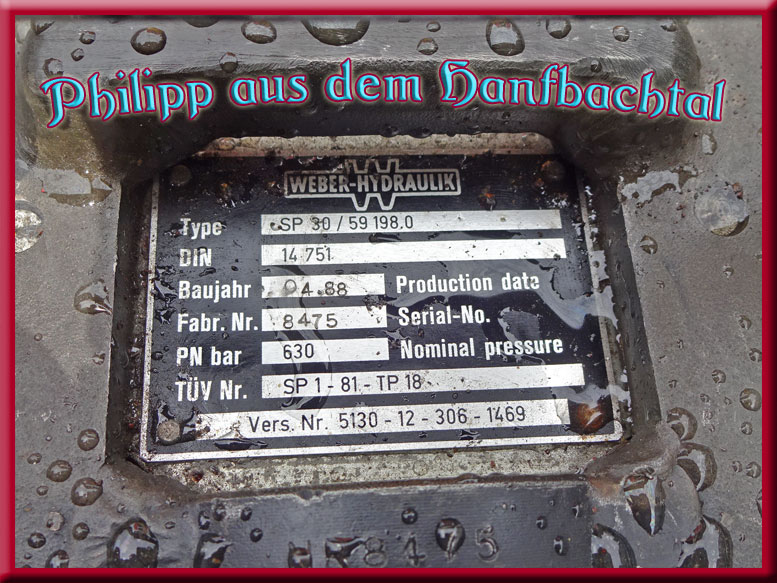 Philipp aus dem Hanfbachtal
WEBER-HYDRAULIK
Type SP 30 / 59 198.0
DIN 14 751
Baujahr 04.88 Production date
Fabr. Nr. 8475 Serial-No.
PN bar 630 Nominal pressure
TÜV Nr. SP 1 - 81 - TP 18
Vers. Nr. 5130 - 12 - 306 - 1469
8475